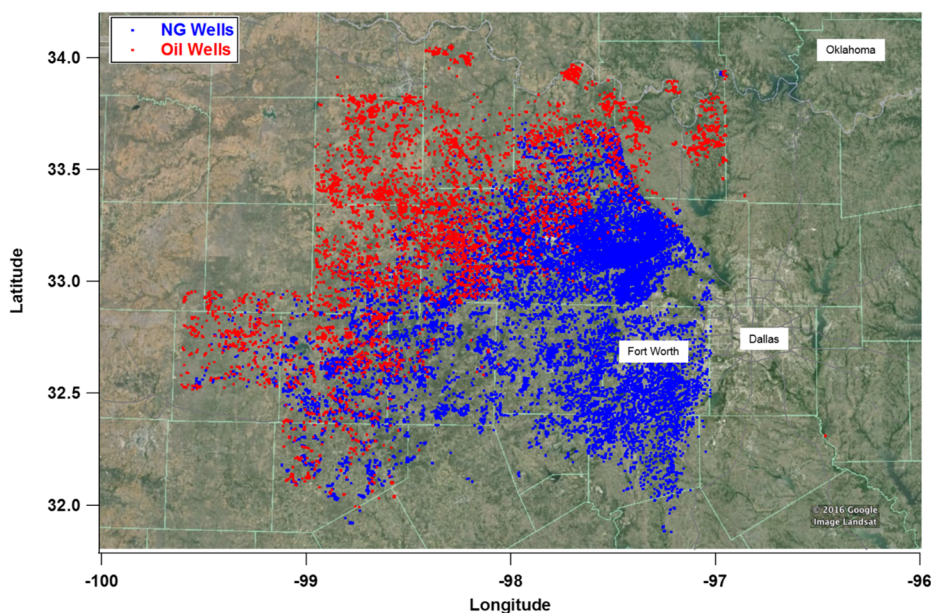 NG Wells
Oil Wells
Oklahoma
Fort Worth
Dallas
© 2016 Google
Image Landsat
34.0
33.5
33.0
32.5
32.0
Latitude
-100
-99
-98
-97
-96
Longitude